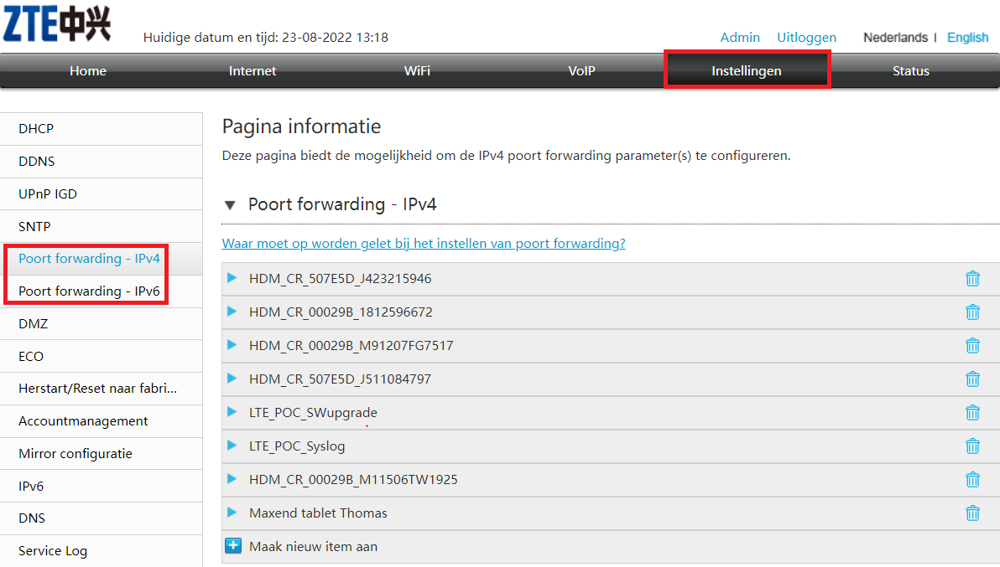 ZTE中兴
Huidige datum en tijd: 23-08-2022 13:18
Admin Uitloggen Nederlands | English
Home Internet WiFi VoIP Instellingen Status
DHCP
DDNS
UPnP IGD
SNTP
Poort forwarding - IPv4
Poort forwarding - IPv6
DMZ
ECO
Herstart/Reset naar fabri...
Accountmanagement
Mirror configuratie
IPv6
DNS
Service Log
Pagina informatie
Deze pagina biedt de mogelijkheid om de IPv4 poort forwarding parameter(s) te configureren.
Poort forwarding - IPv4
Waar moet op worden gelet bij het instellen van poort forwarding?
HDM_CR_507E5D_J423215946
HDM_CR_00029B_1812596672
HDM_CR_00029B_M91207FG7517
HDM_CR_507E5D_J511084797
LTE_POC_SWupgrade
LTE_POC_Syslog
HDM_CR_00029B_M11506TW1925
Maxend tablet Thomas
Maak nieuw item aan